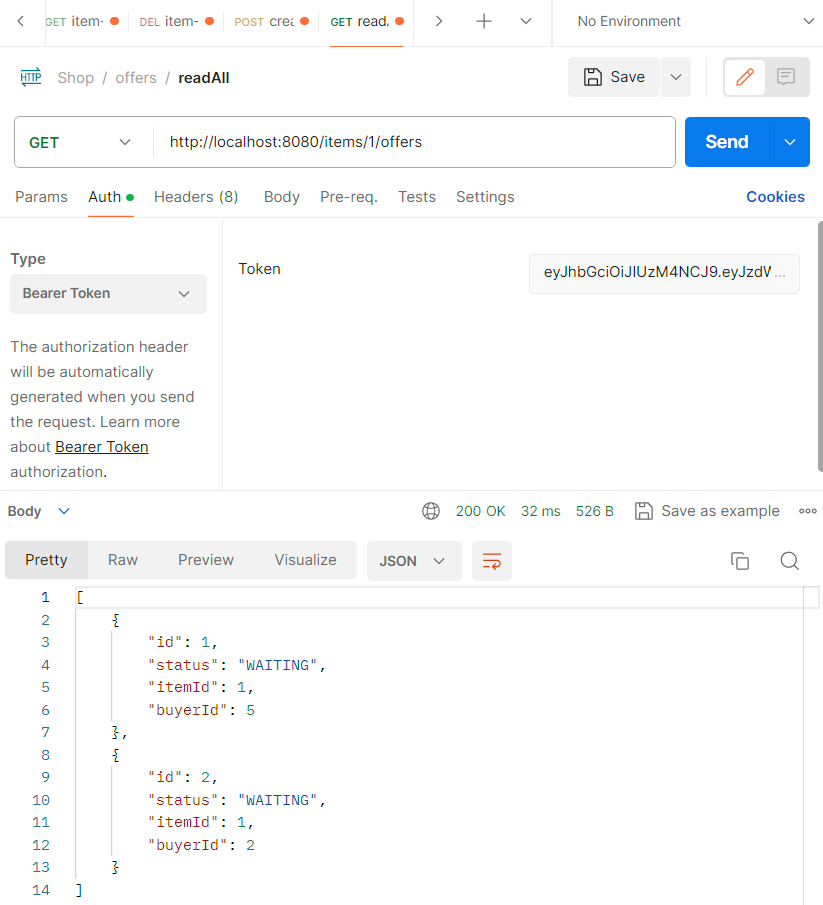 GET item-
DEL item-
POST crea
GET read
No Environment
HTTP
Shop / offers / readAll
Save
GET
http://localhost:8080/items/1/offers
Send
Params
Auth
Headers (8)
Body
Pre-req.
Tests
Settings
Cookies
Type
Bearer Token
The authorization header
will be automatically
generated when you send
the request. Learn more
about Bearer Token
authorization.
Token
eyJhbGciOiJIUzM4NCJ9.eyJzdW...
Body
200 OK
32 ms
526 B
Save as example
Pretty
Raw
Preview
Visualize
JSON
1 [
2 {
3 "id": 1,
4 "status": "WAITING",
5 "itemId": 1,
6 "buyerId": 5
7 },
8 {
9 "id": 2,
10 "status": "WAITING",
11 "itemId": 1,
12 "buyerId": 2
13 }
14 ]